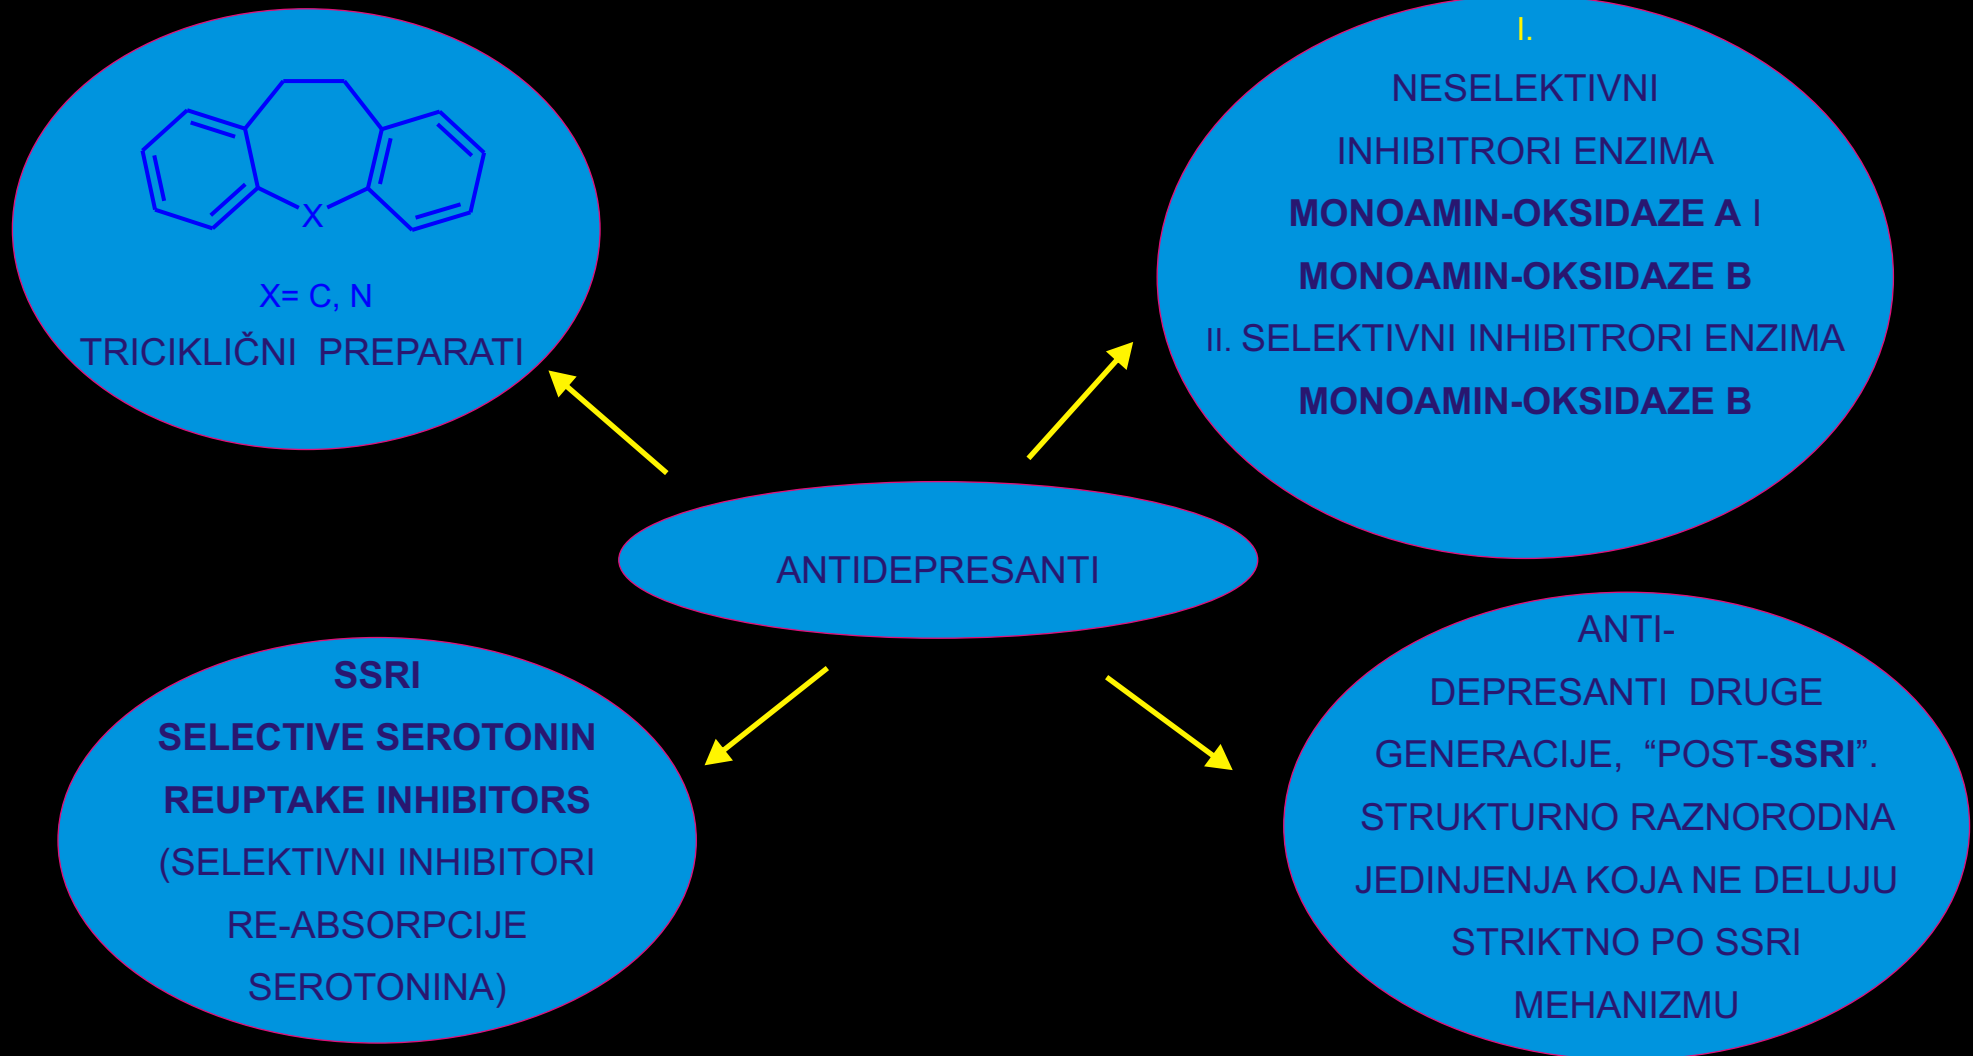 X
X= C, N
TRICIKLIČNI PREPARATI
I.
NESELEKTIVNI
INHIBITRORI ENZIMA
MONOAMIN-OKSIDAZE A I
MONOAMIN-OKSIDAZE B
II. SELEKTIVNI INHIBITRORI ENZIMA
MONOAMIN-OKSIDAZE B
ANTIDEPRESANTI
SSRI
SELECTIVE SEROTONIN
REUPTAKE INHIBITORS
(SELEKTIVNI INHIBITORI
RE-ABSORPCIJE
SEROTONINA)
ANTI-
DEPRESANTI DRUGE
GENERACIJE, “POST-SSRI”.
STRUKTURNO RAZNORODNA
JEDINJENJA KOJA NE DELUJU
STRIKTNO PO SSRI
MEHANIZMU